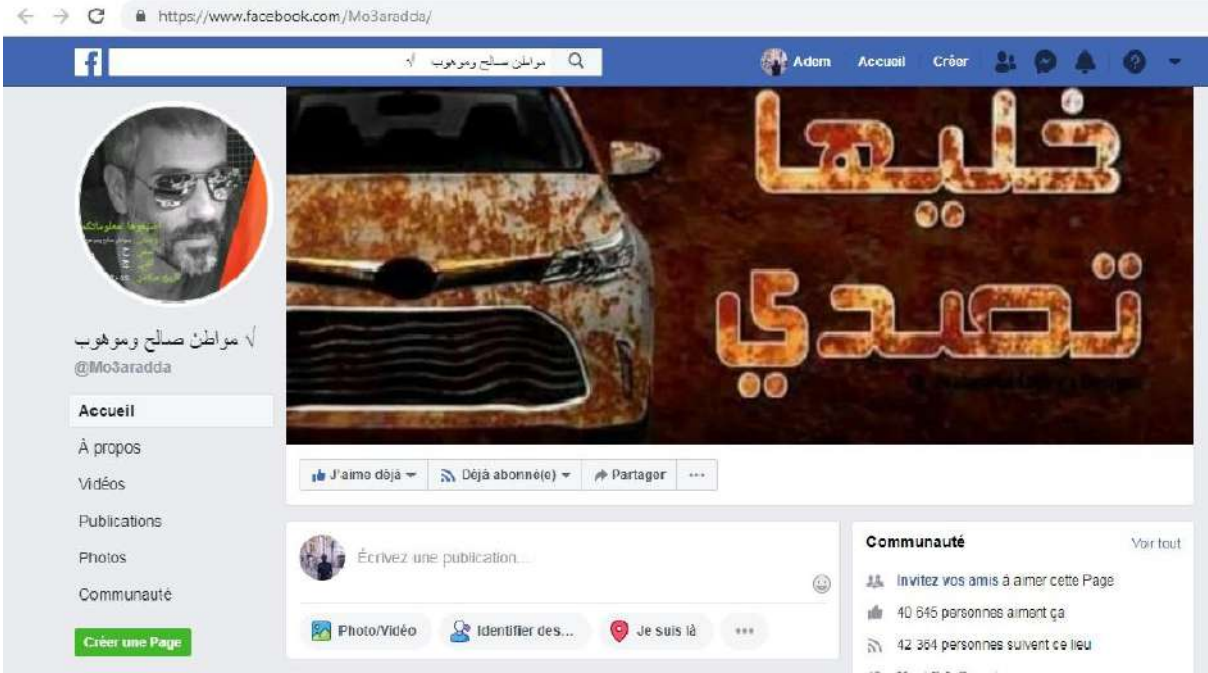 https://www.facebook.com/Mo3aradda/
مواطن صالح وموهوب √
Adem Accueil Créer
خليها
تصدي
√ مواطن صالح وموهوب
@Mo3aradda
Accueil
À propos
Vidéos
Publications
Photos
Communauté
Créer une Page
J'aime déjà
Déjà abonné(e)
Partager
Écrivez une publication...
Photo/Vidéo
Identifier des...
Je suis là
Communauté
Voir tout
Invitez vos amis à aimer cette Page
40 645 personnes aiment ça
42 364 personnes suivent ce lieu